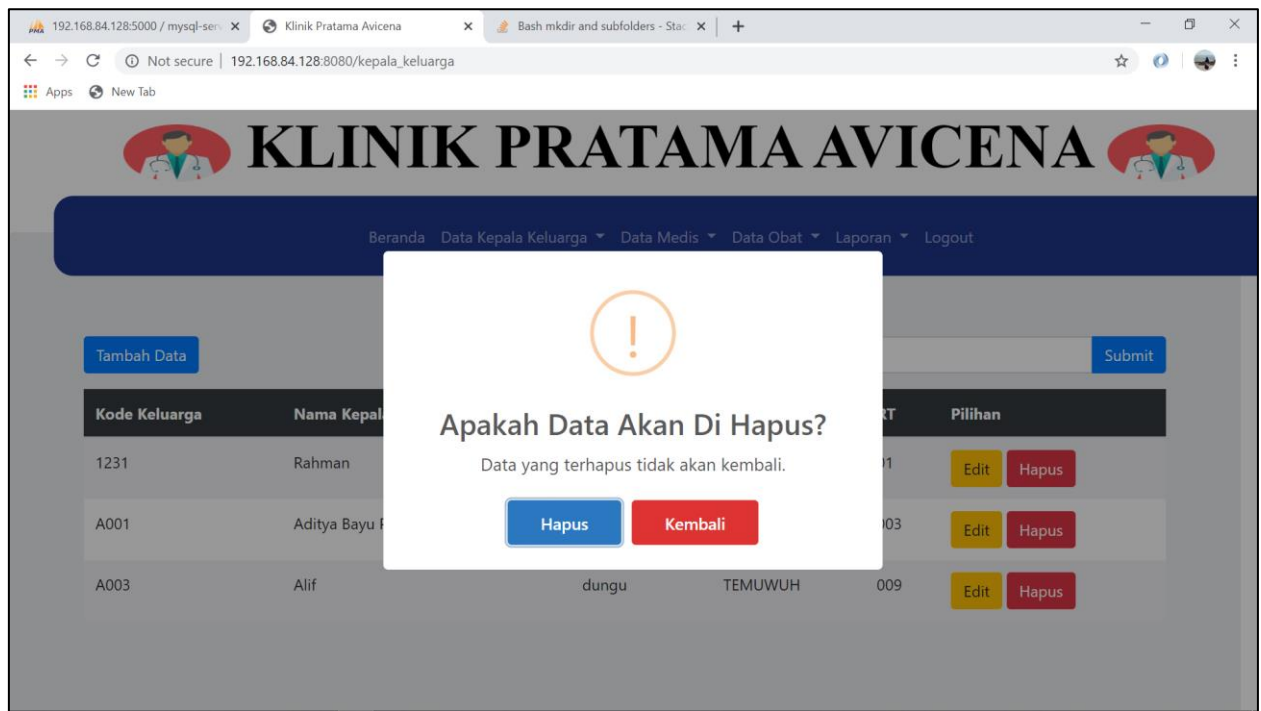 192.168.84.128:5000 / mysql-serv
Klinik Pratama Avicena
Bash mkdir and subfolders - Stac
Not secure | 192.168.84.128:8080/kepala_keluarga
Apps New Tab
KLINIK PRATAMA AVICENA
Beranda Data Kepala Keluarga Data Medis Data Obat Laporan Logout
Tambah Data Submit
Kode Keluarga Nama Kepal RT Pilihan
1231 Rahman 01 Edit Hapus
A001 Aditya Bayu 003 Edit Hapus
A003 Alif dungu TEMUWUH 009 Edit Hapus
!
Apakah Data Akan Di Hapus?
Data yang terhapus tidak akan kembali.
Hapus Kembali